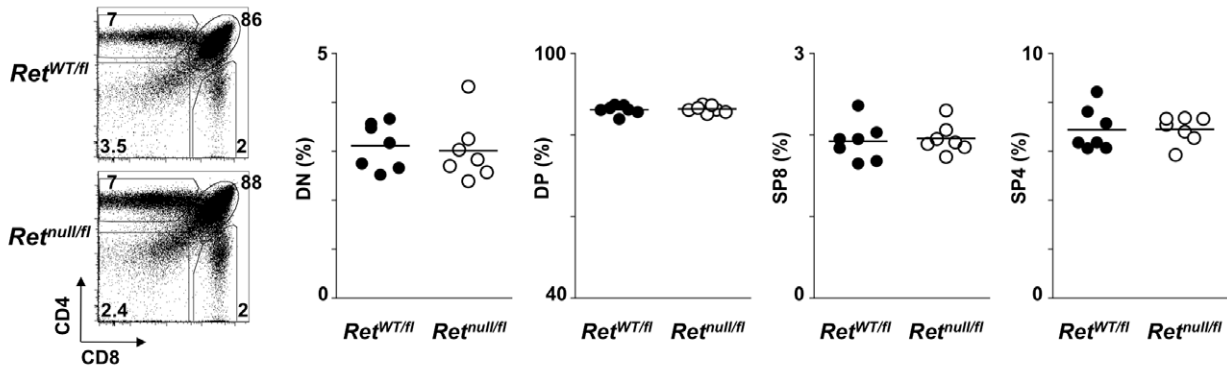 7 86
Ret^WT/fl
3.5 2
7 88
Ret^null/fl
2.4 2
CD4
CD8
5
DN (%)
0
Ret^WT/fl Ret^null/fl
100
DP (%)
40
Ret^WT/fl Ret^null/fl
3
SP8 (%)
0
Ret^WT/fl Ret^null/fl
10
SP4 (%)
0
Ret^WT/fl Ret^null/fl